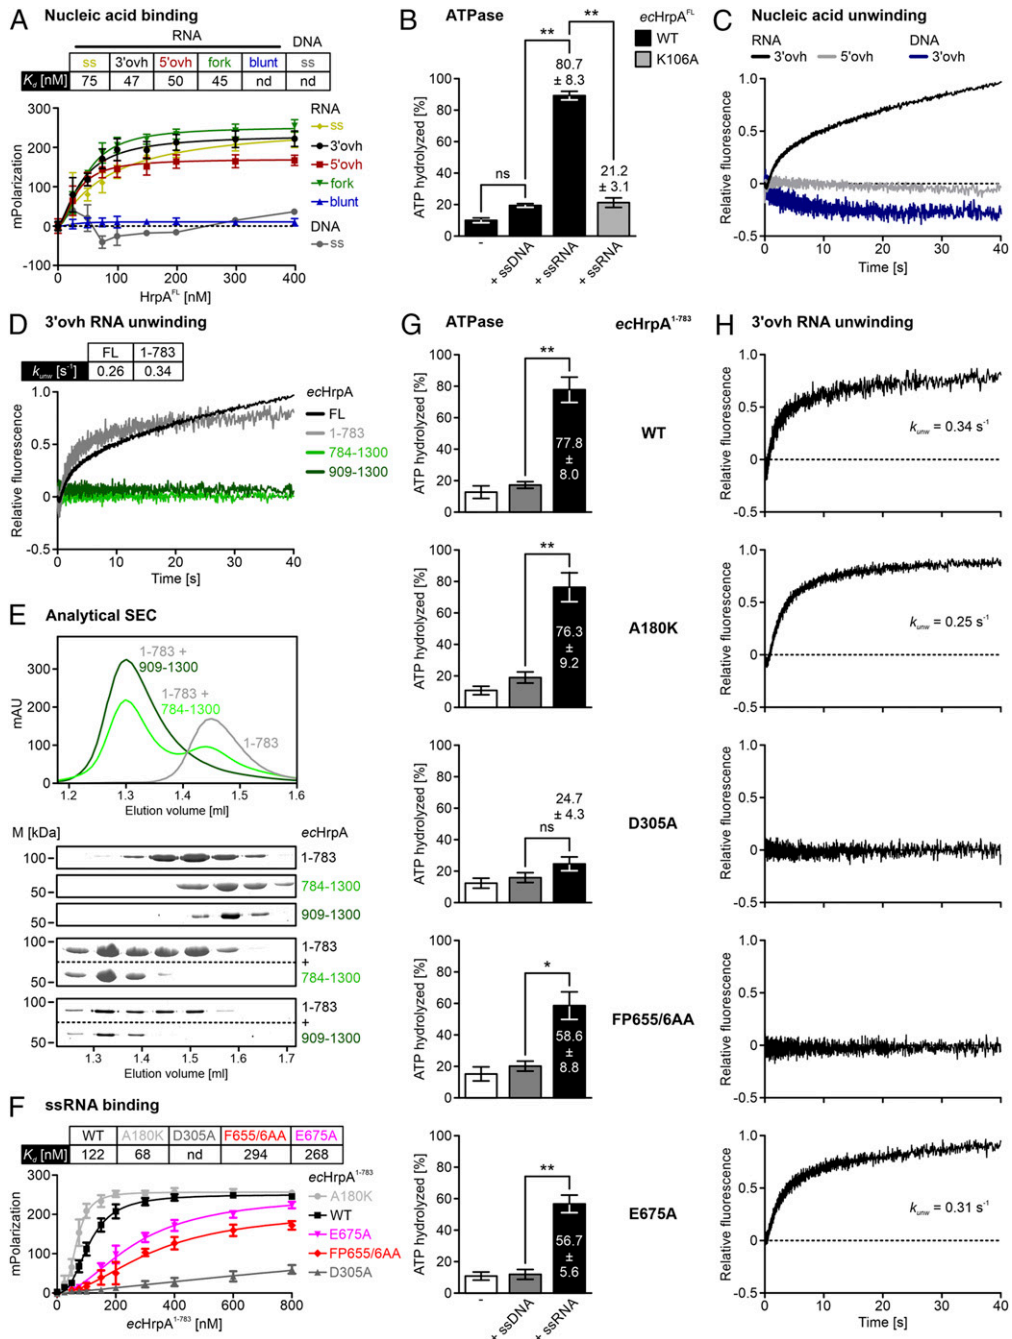 A Nucleic acid binding
RNA DNA
ss 3'ovh 5'ovh fork blunt ss
Kd [nM] 75 47 50 45 nd nd
300
200
100
0
-100
mPolarization
0 100 200 300 400
HrpAFL [nM]
RNA
ss
3'ovh
5'ovh
fork
blunt
DNA
ss
B ATPase
ecHrpAFL
WT
K106A
** **
ns
80.7
± 8.3
21.2
± 3.1
100
80
60
40
20
0
ATP hydrolyzed [%]
- + ssDNA + ssRNA + ssRNA
C Nucleic acid unwinding
RNA DNA
3'ovh 5'ovh 3'ovh
1.0
0.5
0
-0.5
Relative fluorescence
0 10 20 30 40
Time [s]
D 3'ovh RNA unwinding
FL 1-783
kunw [s-1] 0.26 0.34
1.0
0.5
0
-0.5
Relative fluorescence
0 10 20 30 40
Time [s]
ecHrpA
FL
1-783
784-1300
909-1300
E Analytical SEC
1-783 +
909-1300
1-783 +
784-1300
1-783
300
200
100
0
mAU
1.2 1.3 1.4 1.5 1.6
Elution volume [ml]
M [kDa] ecHrpA
100 1-783
50 784-1300
50 909-1300
100 1-783
+
50 784-1300
100 1-783
+
50 909-1300
1.3 1.4 1.5 1.6 1.7
Elution volume [ml]
F ssRNA binding
WT A180K D305A F655/6AA E675A
Kd [nM] 122 68 nd 294 268
300
200
100
0
mPolarization
0 200 400 600 800
ecHrpA1-783 [nM]
ecHrpA1-783
A180K
WT
E675A
FP655/6AA
D305A
G ATPase ecHrpA1-783
100
80
60
40
20
0
ATP hydrolyzed [%]
**
77.8
±
8.0
WT
100
80
60
40
20
0
ATP hydrolyzed [%]
**
76.3
±
9.2
A180K
100
80
60
40
20
0
ATP hydrolyzed [%]
24.7
± 4.3
ns
D305A
100
80
60
40
20
0
ATP hydrolyzed [%]
*
58.6
±
8.8
FP655/6AA
100
80
60
40
20
0
ATP hydrolyzed [%]
**
56.7
±
5.6
E675A
- + ssDNA + ssRNA
H 3'ovh RNA unwinding
1.0
0.5
0
-0.5
Relative fluorescence
kunw = 0.34 s-1
1.0
0.5
0
-0.5
Relative fluorescence
kunw = 0.25 s-1
1.0
0.5
0
-0.5
Relative fluorescence
1.0
0.5
0
-0.5
Relative fluorescence
1.0
0.5
0
-0.5
Relative fluorescence
kunw = 0.31 s-1
0 10 20 30 40
Time [s]